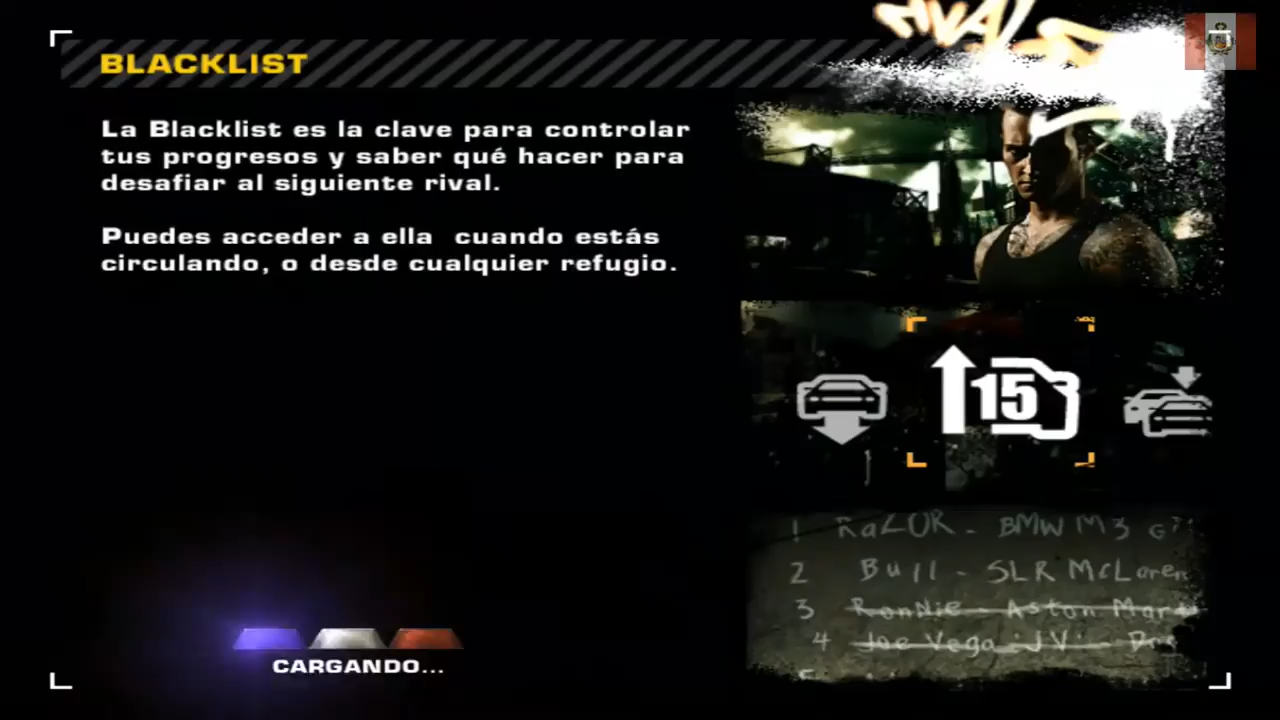 BLACKLIST
La Blacklist es la clave para controlar
tus progresos y saber qué hacer para
desafiar al siguiente rival.
Puedes acceder a ella cuando estás
circulando, o desde cualquier refugio.
15
1 RaZOR - BMW M3
2 Bull - SLR McLaren
3 RonNie - Aston
4 Joe Vega "JV" -
CARGANDO...